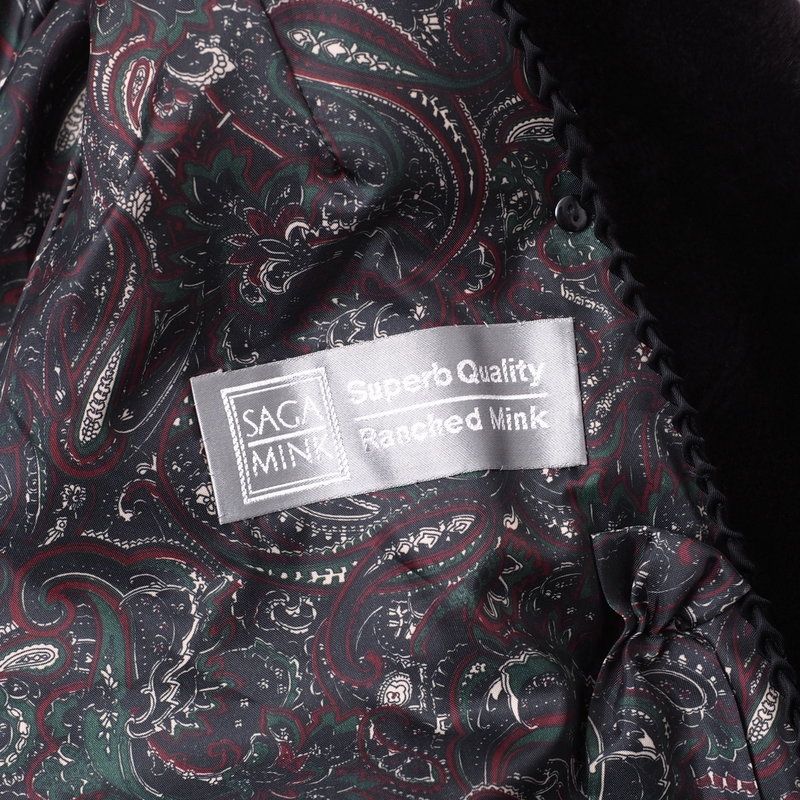 SAGA
MINK
Superb Quality
Ranched Mink